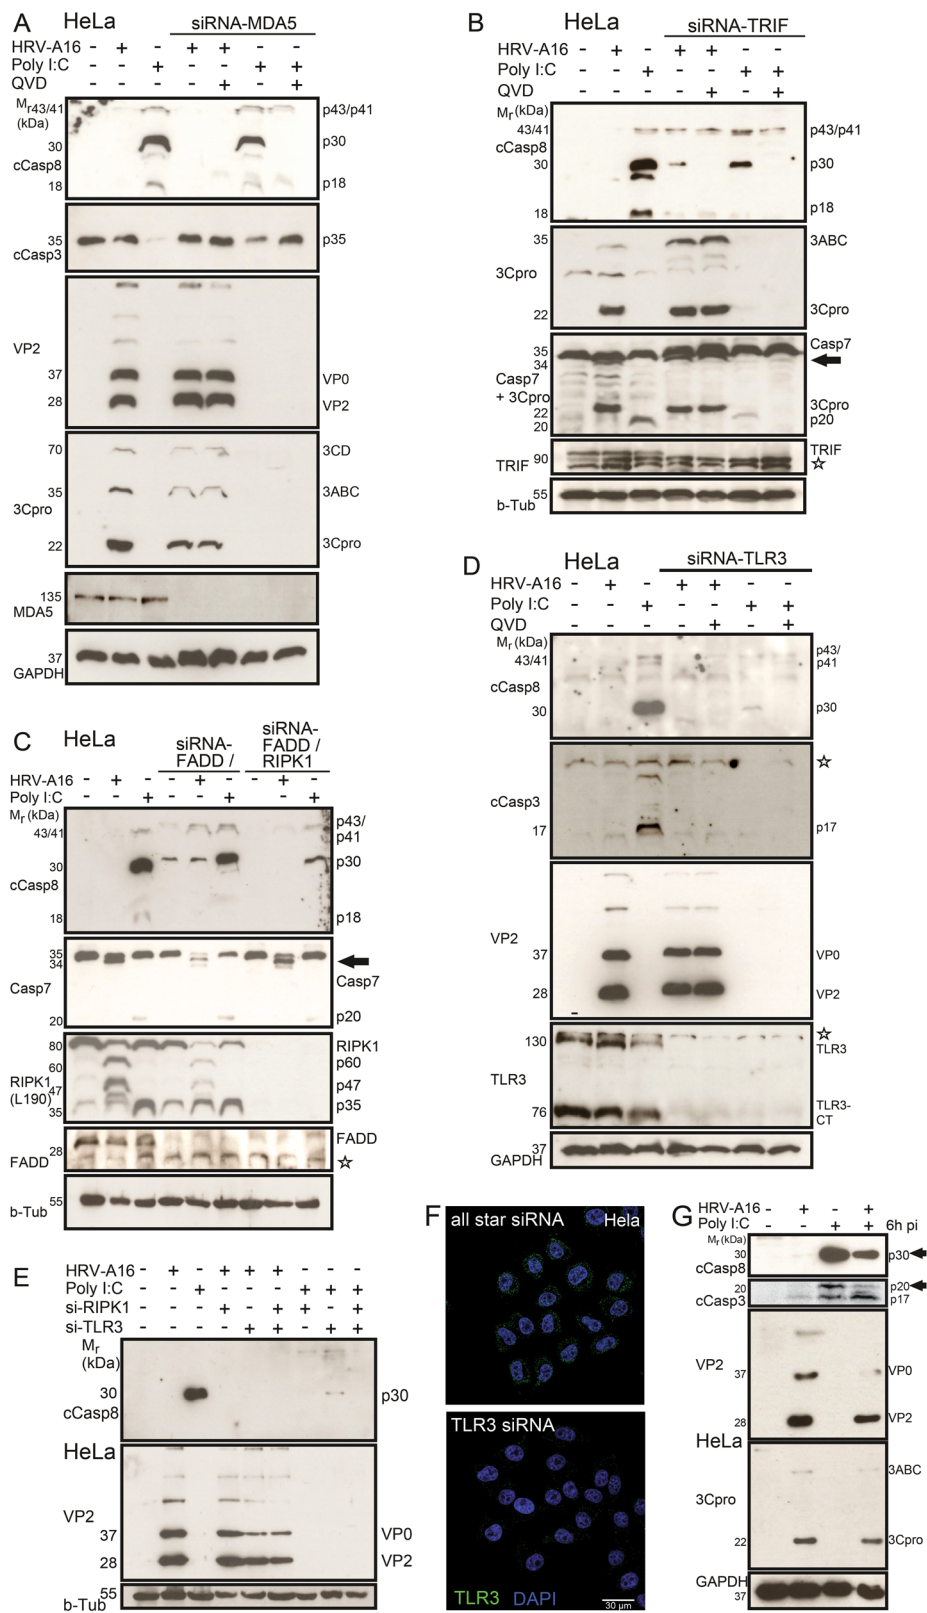 A HeLa siRNA-MDA5
HRV-A16 - + - + + - -
Poly I:C - - + - - + +
QVD - - - - + - +
Mr43/41 p43/p41
(kDa)
30 p30
cCasp8
18 p18
35 p35
cCasp3
VP2
37 VP0
28 VP2
70 3CD
35 3ABC
3Cpro
22 3Cpro
135
MDA5
37
GAPDH
B HeLa siRNA-TRIF
HRV-A16 - + - + + - -
Poly I:C - - + - - + +
QVD - - - - + - +
Mr (kDa)
43/41 p43/p41
cCasp8
30 p30
18 p18
35 3ABC
3Cpro
22 3Cpro
35 Casp7
34
Casp7
+ 3Cpro
22 3Cpro
20 p20
TRIF 90 TRIF
☆
b-Tub 55
C HeLa siRNA-FADD / siRNA-FADD / RIPK1
HRV-A16 - + - - + - - + -
Poly I:C - - + - - + - - +
Mr (kDa)
43/41 p43/
p41
30 p30
cCasp8
18 p18
35
34
Casp7 Casp7
20 p20
80 RIPK1
60 p60
RIPK1 47 p47
(L190)
35 p35
28 FADD
FADD ☆
b-Tub 55
D HeLa siRNA-TLR3
HRV-A16 - + - + + - -
Poly I:C - - + - - + +
QVD - - - - + - +
Mr (kDa) p43/
43/41 p41
cCasp8
30 p30
☆
cCasp3
17 p17
VP2
37 VP0
28 VP2
130 ☆
TLR3
TLR3
76 TLR3-
CT
37
GAPDH
E
HRV-A16 - + - + + + - - -
Poly I:C - - + - - - + + +
si-RIPK1 - - - + - + - - +
si-TLR3 - - - - + + - + +
Mr
(kDa)
30 p30
cCasp8
HeLa
VP2
37 VP0
28 VP2
b-Tub 55
F all star siRNA Hela
TLR3 siRNA
TLR3 DAPI 30 µm
G HRV-A16 - + - +
Poly I:C - - + + 6h pi
Mr (kDa)
30 p30
cCasp8
20 p20
cCasp3 p17
VP2
37 VP0
28 VP2
HeLa
3ABC
3Cpro
22 3Cpro
GAPDH
37